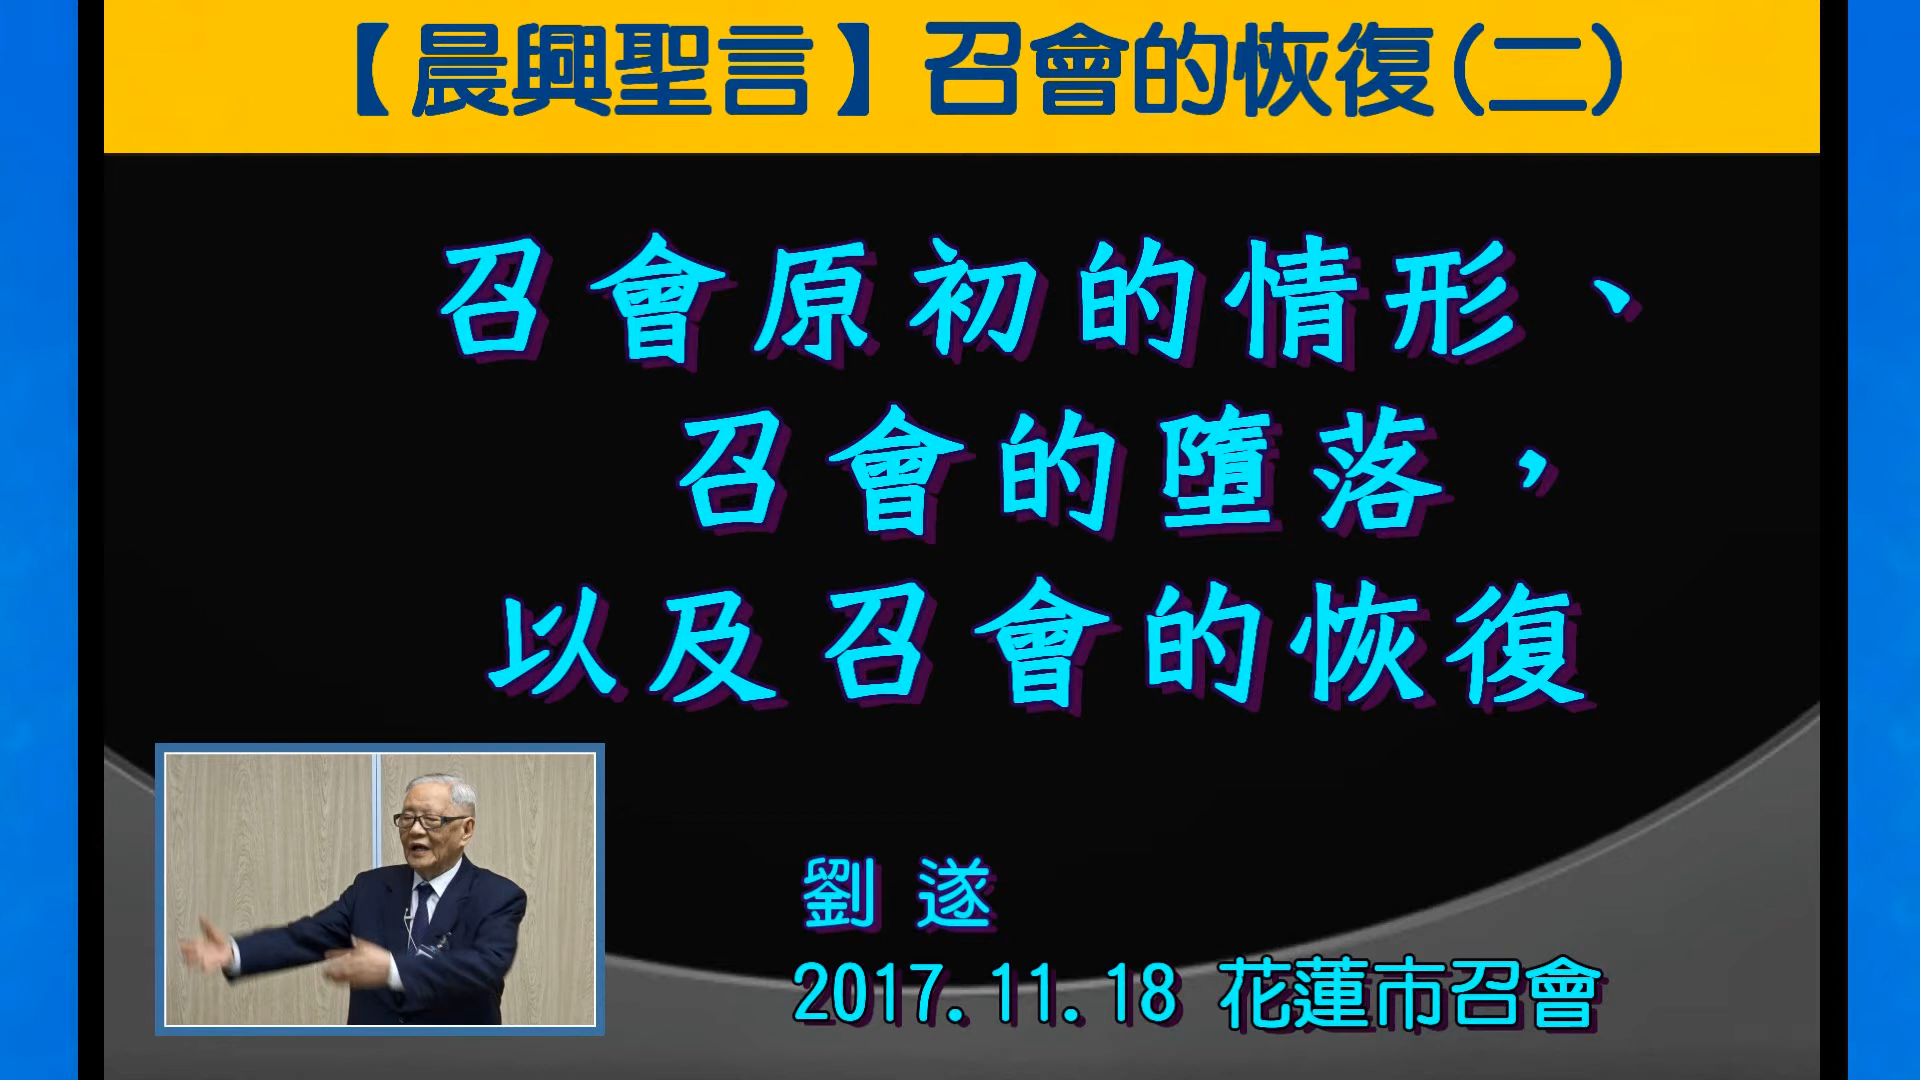 【晨興聖言】召會的恢復(二)
召會原初的情形、
召會的墮落，
以及召會的恢復
劉 遂
2017.11.18 花蓮市召會